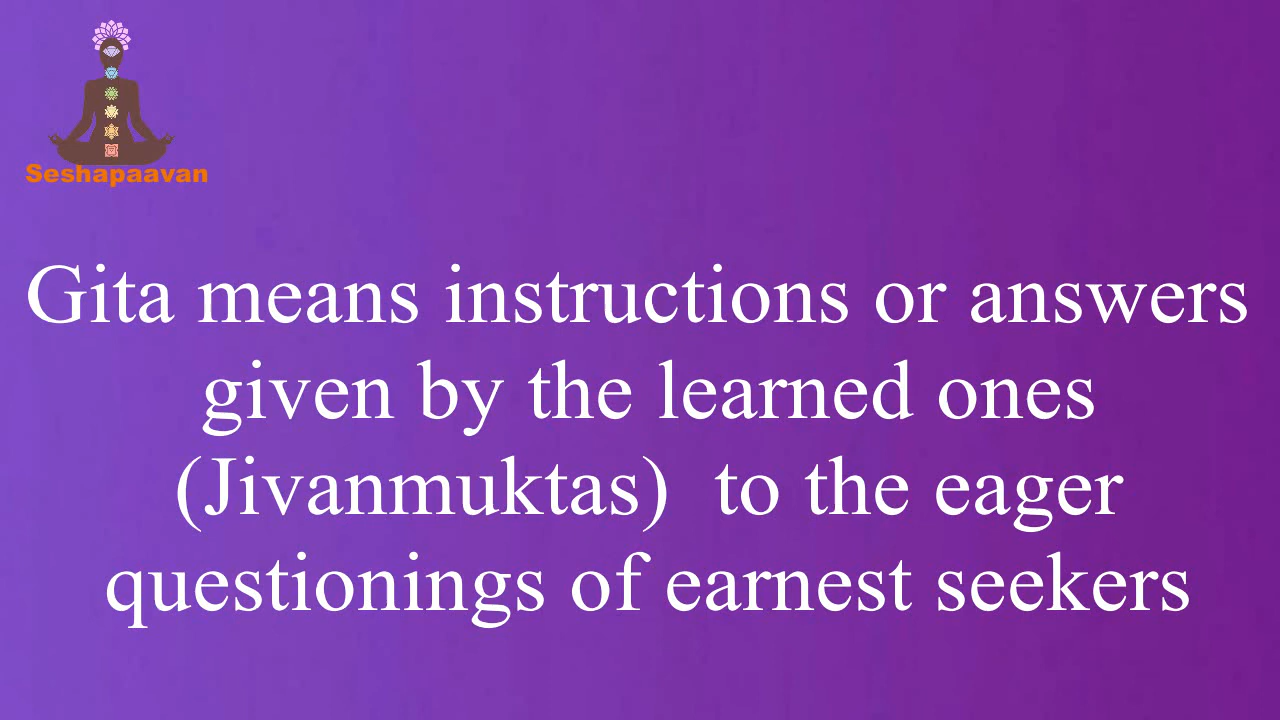 Seshapaavan
Gita means instructions or answers
given by the learned ones
(Jivanmuktas)  to the eager
questionings of earnest seekers